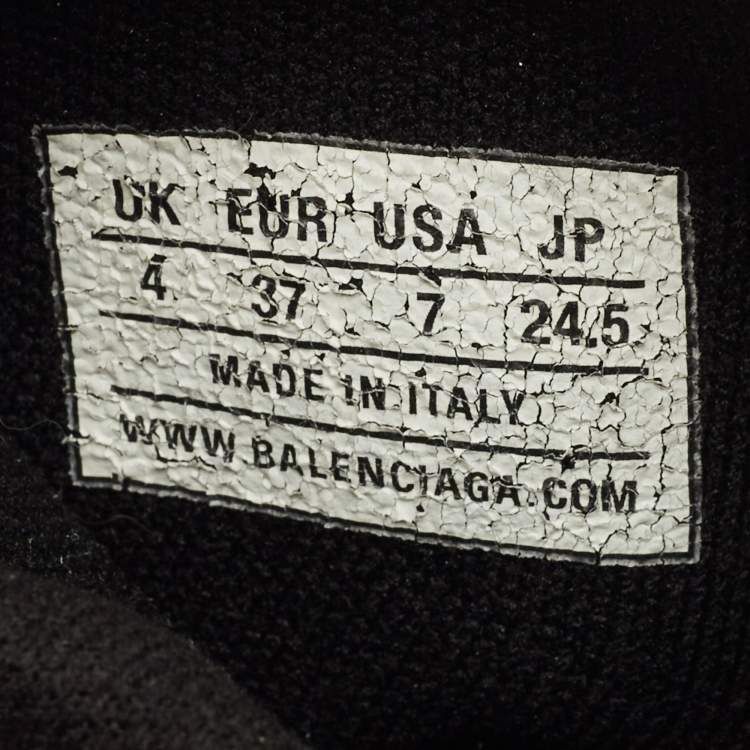 UK EUR USA JP
4 37 7 24.5
MADE IN ITALY
WWW.BALENCIAGA.COM